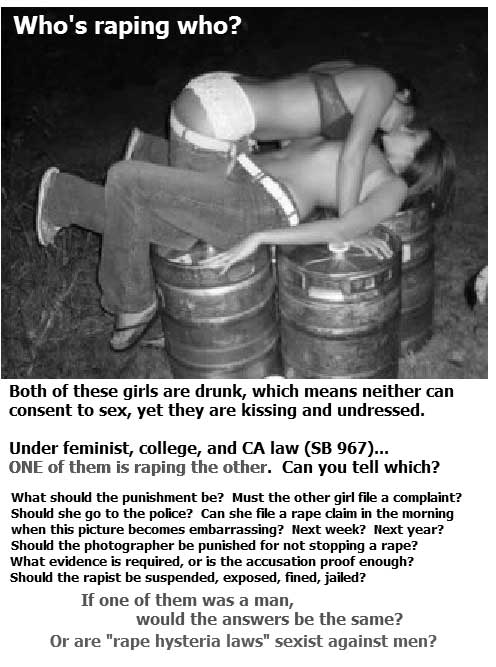 Who's raping who?
Both of these girls are drunk, which means neither can
consent to sex, yet they are kissing and undressed.
Under feminist, college, and CA law (SB 967)...
ONE of them is raping the other.  Can you tell which?
What should the punishment be?  Must the other girl file a complaint?
Should she go to the police?  Can she file a rape claim in the morning
when this picture becomes embarrassing?  Next week?  Next year?
Should the photographer be punished for not stopping a rape?
What evidence is required, or is the accusation proof enough?
Should the rapist be suspended, exposed, fined, jailed?
If one of them was a man,
would the answers be the same?
Or are "rape hysteria laws" sexist against men?